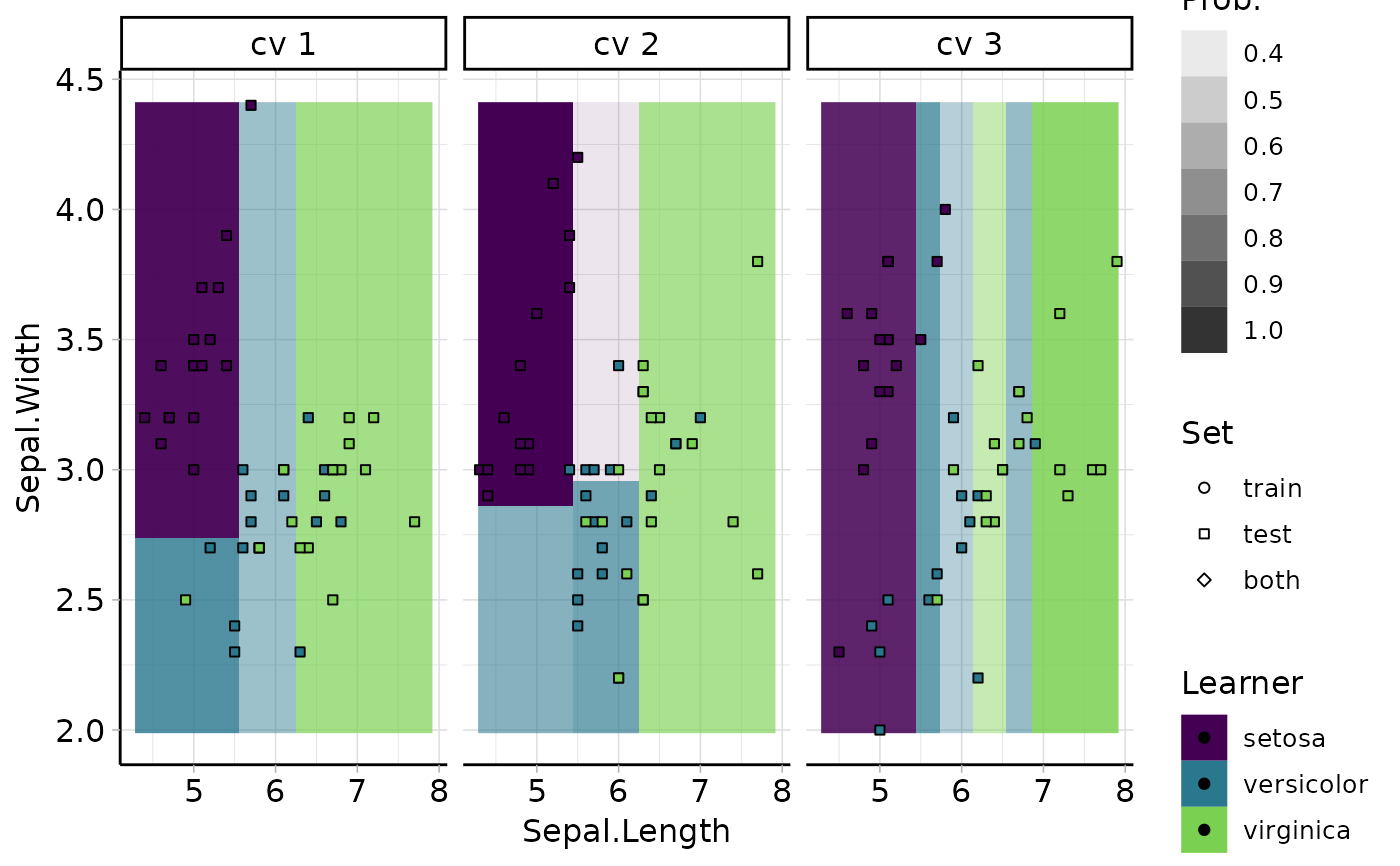 cv 1
cv 2
cv 3
4.5
4.0
3.5
3.0
2.5
2.0
Sepal.Width
5 6 7 8
5 6 7 8
5 6 7 8
Sepal.Length
Prob.
0.4
0.5
0.6
0.7
0.8
0.9
1.0
Set
train
test
both
Learner
setosa
versicolor
virginica